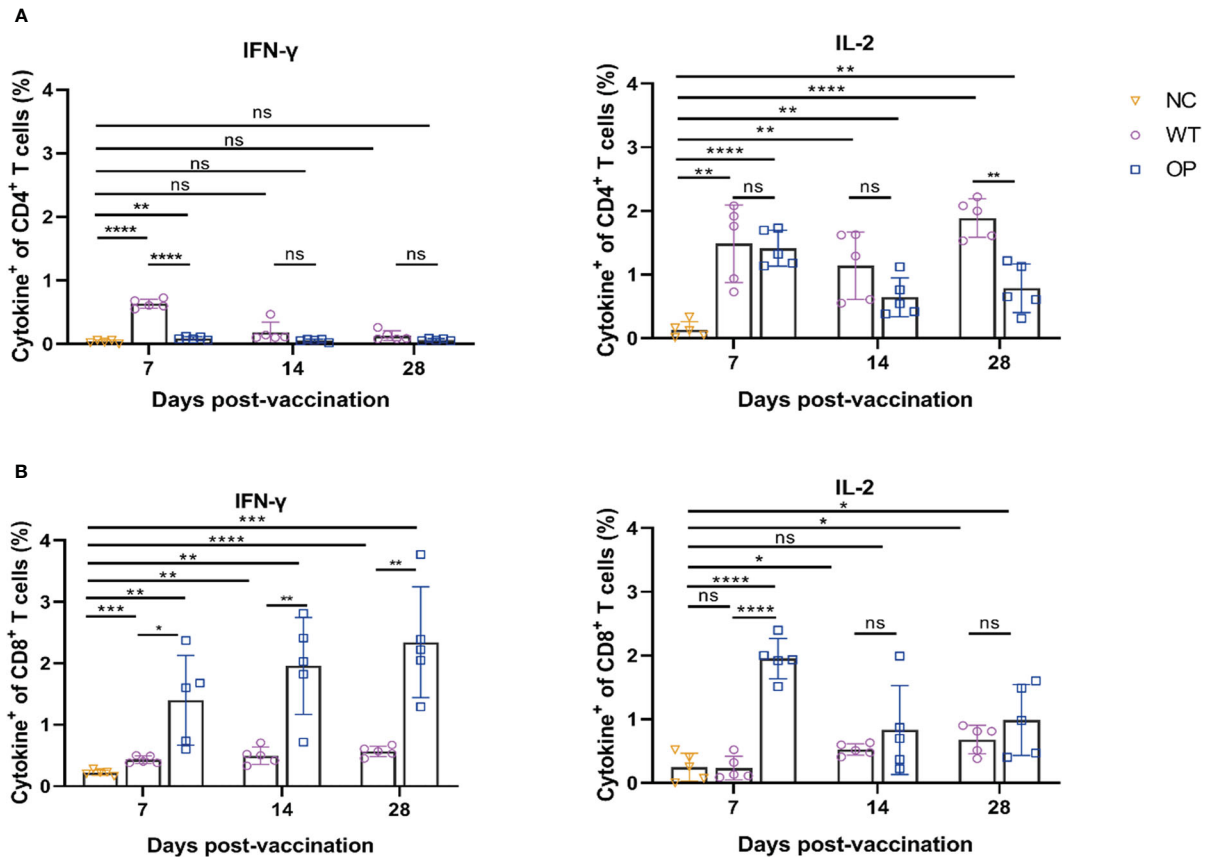 A
IFN-γ
Cytokine⁺ of CD4⁺ T cells (%)
4
3
2
1
0
ns
ns
ns
ns
**
****
****
ns
ns
7
14
28
Days post-vaccination
IL-2
Cytokine⁺ of CD4⁺ T cells (%)
4
3
2
1
0
**
****
**
**
****
**
ns
ns
**
7
14
28
Days post-vaccination
NC
WT
OP
B
IFN-γ
Cytokine⁺ of CD8⁺ T cells (%)
4
3
2
1
0
***
****
**
**
**
***
*
**
**
7
14
28
Days post-vaccination
IL-2
Cytokine⁺ of CD8⁺ T cells (%)
4
3
2
1
0
*
*
ns
*
****
ns
****
ns
ns
7
14
28
Days post-vaccination